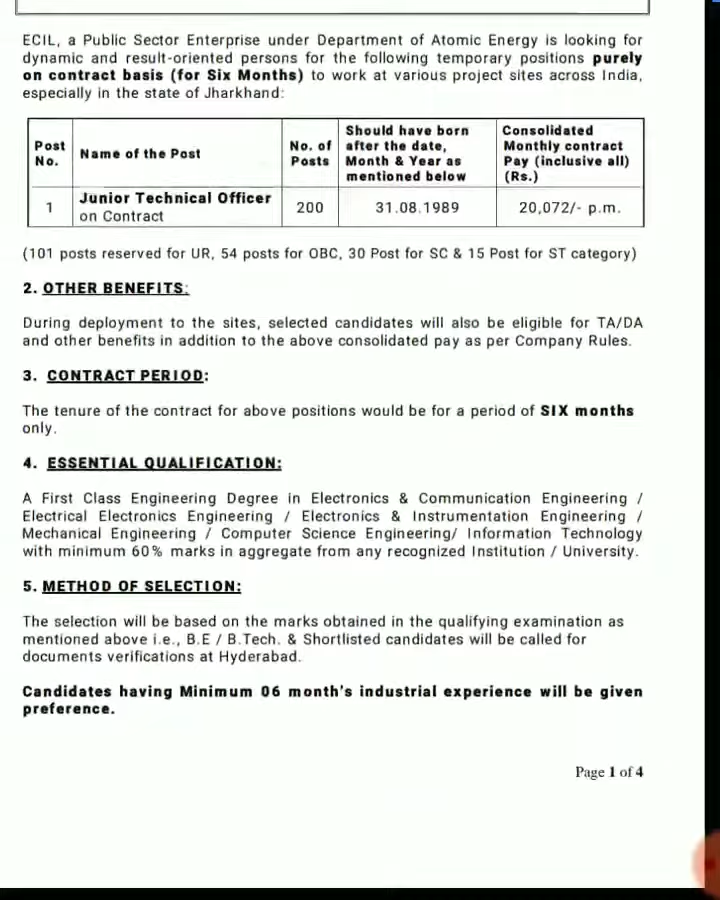 ECIL, a Public Sector Enterprise under Department of Atomic Energy is looking for
dynamic and result-oriented persons for the following temporary positions purely
on contract basis (for Six Months) to work at various project sites across India,
especially in the state of Jharkhand:
Post No. Name of the Post No. of Posts Should have born after the date, Month & Year as mentioned below Consolidated Monthly contract Pay (inclusive all) (Rs.)
1 Junior Technical Officer on Contract 200 31.08.1989 20,072/- p.m.
(101 posts reserved for UR, 54 posts for OBC, 30 Post for SC & 15 Post for ST category)
2. OTHER BENEFITS:
During deployment to the sites, selected candidates will also be eligible for TA/DA
and other benefits in addition to the above consolidated pay as per Company Rules.
3. CONTRACT PERIOD:
The tenure of the contract for above positions would be for a period of SIX months
only.
4. ESSENTIAL QUALIFICATION:
A First Class Engineering Degree in Electronics & Communication Engineering /
Electrical Electronics Engineering / Electronics & Instrumentation Engineering /
Mechanical Engineering / Computer Science Engineering/ Information Technology
with minimum 60% marks in aggregate from any recognized Institution / University.
5. METHOD OF SELECTION:
The selection will be based on the marks obtained in the qualifying examination as
mentioned above i.e., B.E / B.Tech. & Shortlisted candidates will be called for
documents verifications at Hyderabad.
Candidates having Minimum 06 month's industrial experience will be given
preference.
Page 1 of 4